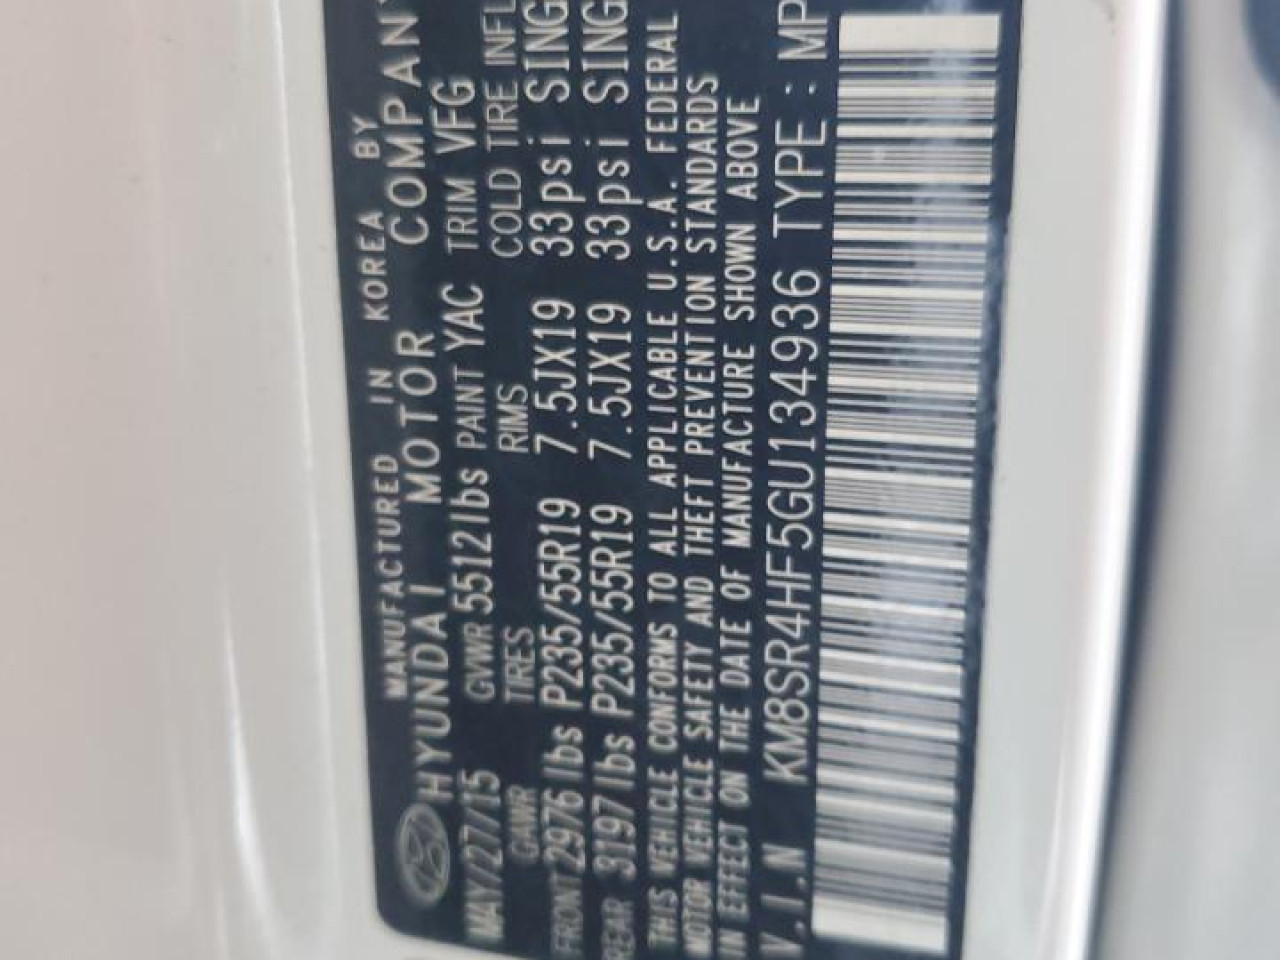 MANUFACTURED IN KOREA BY
HYUNDAI MOTOR COMPANY
MAY/27/15 GVWR 5512lbs PAINT YAC TRIM VFG
GAWR TIRES RIMS COLD TIRE INFL
FRONT 2976lbs P235/55R19 7.5JX19 33psi SING
REAR 3197lbs P235/55R19 7.5JX19 33psi SING
THIS VEHICLE CONFORMS TO ALL APPLICABLE U.S.A. FEDERAL
MOTOR VEHICLE SAFETY AND THEFT PREVENTION STANDARDS
IN EFFECT ON THE DATE OF MANUFACTURE SHOWN ABOVE
V.I.N KM8SR4HF5GU134936 TYPE : MP